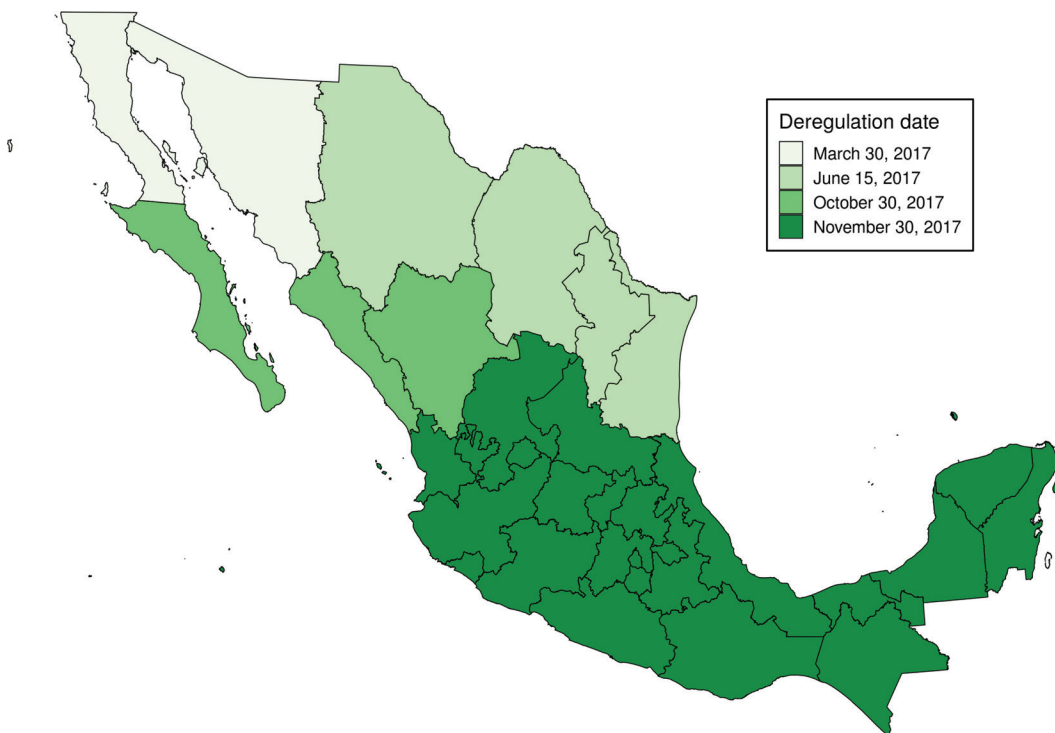 Deregulation date
March 30, 2017
June 15, 2017
October 30, 2017
November 30, 2017